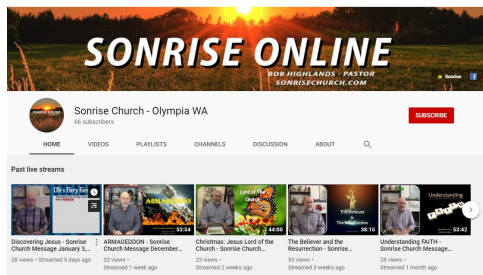 SONRISE ONLINE
BOB HIGHLANDS - PASTOR
SONRISECHURCH.COM
Sonrise
SONRISE ONLINE
Sonrise Church - Olympia WA
66 subscribers
SUBSCRIBE
HOME VIDEOS PLAYLISTS CHANNELS DISCUSSION ABOUT
Past live streams
Life's Fiery Furn
ARMAGEDDON
53:54
Lord of The
Church
44:00
The Believer
and the
Resurrection
38:15
Understanding
53:42
Discovering Jesus - Sonrise
Church Message January 3,...
28 views • Streamed 5 days ago
ARMAGEDDON - Sonrise
Church Message December...
32 views •
Streamed 1 week ago
Christmas: Jesus Lord of the
Church - Sonrise Church...
23 views •
Streamed 2 weeks ago
The Believer and the
Resurrection - Sonrise...
33 views •
Streamed 3 weeks ago
Understanding FAITH -
Sonrise Church Message...
28 views •
Streamed 1 month ago